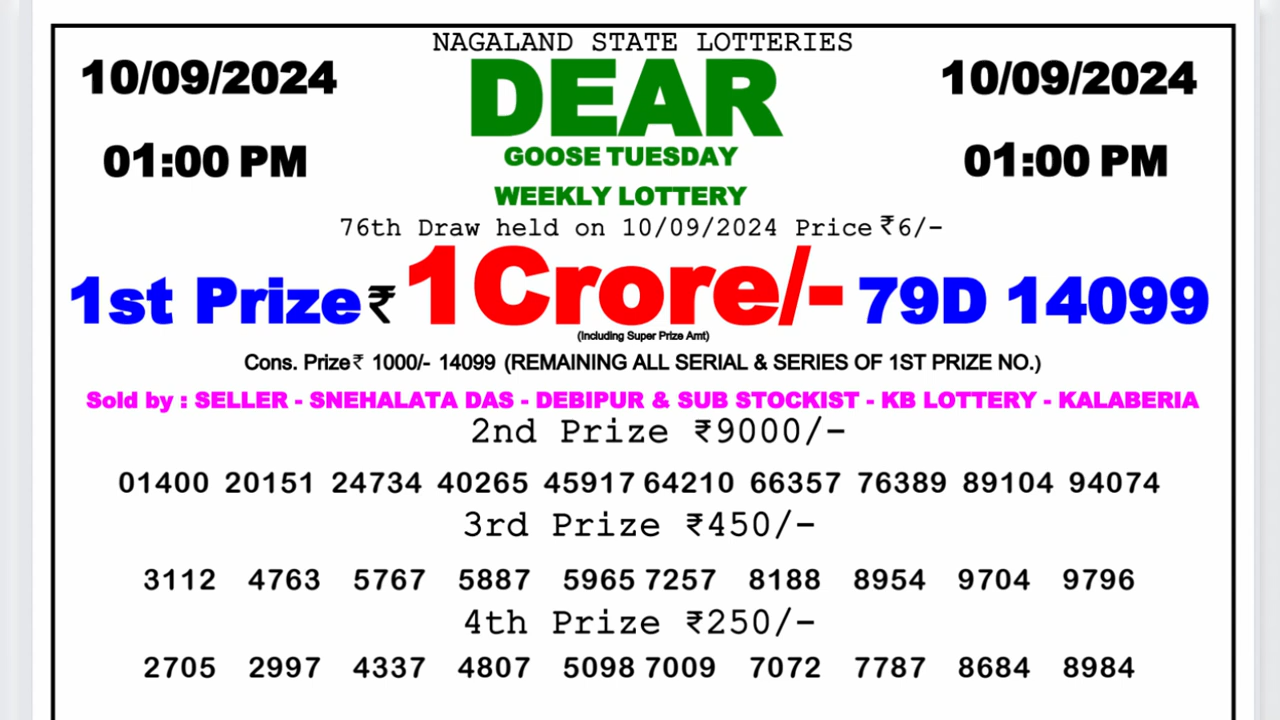 NAGALAND STATE LOTTERIES
10/09/2024 DEAR 10/09/2024
01:00 PM GOOSE TUESDAY 01:00 PM
WEEKLY LOTTERY
76th Draw held on 10/09/2024 Price ₹6/-
1st Prize ₹ 1Crore/- 79D 14099
(Including Super Prize Amt)
Cons. Prize₹ 1000/- 14099 (REMAINING ALL SERIAL & SERIES OF 1ST PRIZE NO.)
Sold by : SELLER - SNEHALATA DAS - DEBIPUR & SUB STOCKIST - KB LOTTERY - KALABERIA
2nd Prize ₹9000/-
01400 20151 24734 40265 45917 64210 66357 76389 89104 94074
3rd Prize ₹450/-
3112 4763 5767 5887 5965 7257 8188 8954 9704 9796
4th Prize ₹250/-
2705 2997 4337 4807 5098 7009 7072 7787 8684 8984